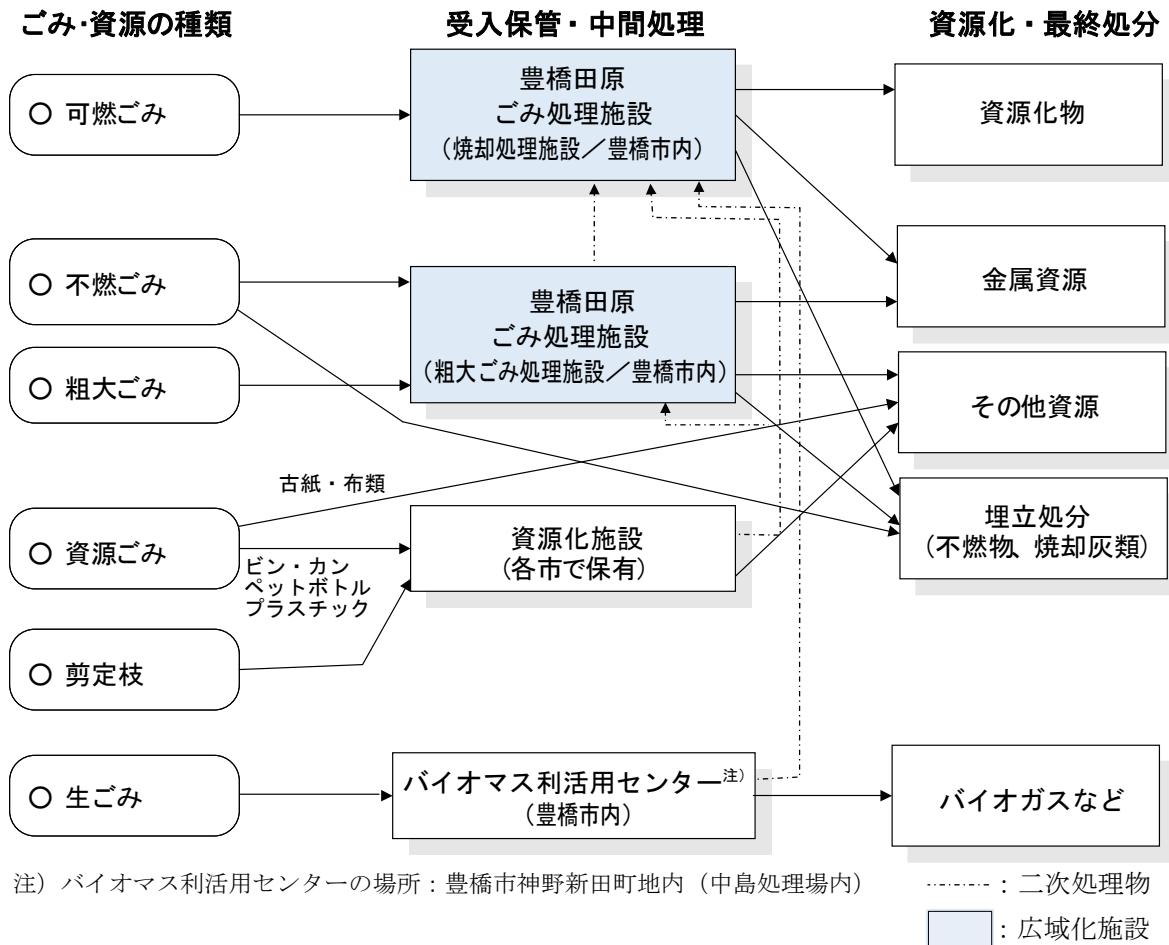 ごみ･資源の種類
受入保管・中間処理
資源化・最終処分
○ 可燃ごみ
豊橋田原
ごみ処理施設
（焼却処理施設／豊橋市内）
資源化物
○ 不燃ごみ
豊橋田原
ごみ処理施設
（粗大ごみ処理施設／豊橋市内）
金属資源
○ 粗大ごみ
その他資源
古紙・布類
○ 資源ごみ
ビン・カン
ペットボトル
プラスチック
資源化施設
（各市で保有）
埋立処分
（不燃物、焼却灰類）
○ 剪定枝
○ 生ごみ
バイオマス利活用センター注）
（豊橋市内）
バイオガスなど
注）バイオマス利活用センターの場所：豊橋市神野新田町地内（中島処理場内）
：二次処理物
：広域化施設